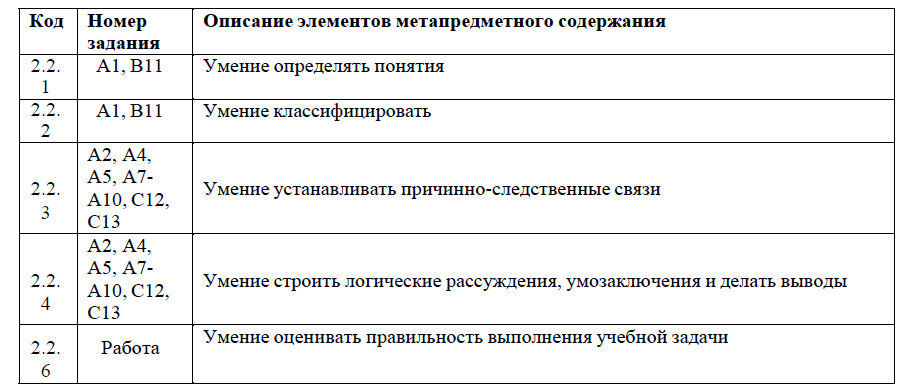 Код Номер задания Описание элементов метапредметного содержания
2.2.1 А1, В11 Умение определять понятия
2.2.2 А1, В11 Умение классифицировать
2.2.3 А2, А4, А5, А7-А10, С12, С13 Умение устанавливать причинно-следственные связи
2.2.4 А2, А4, А5, А7-А10, С12, С13 Умение строить логические рассуждения, умозаключения и делать выводы
2.2.6 Работа Умение оценивать правильность выполнения учебной задачи